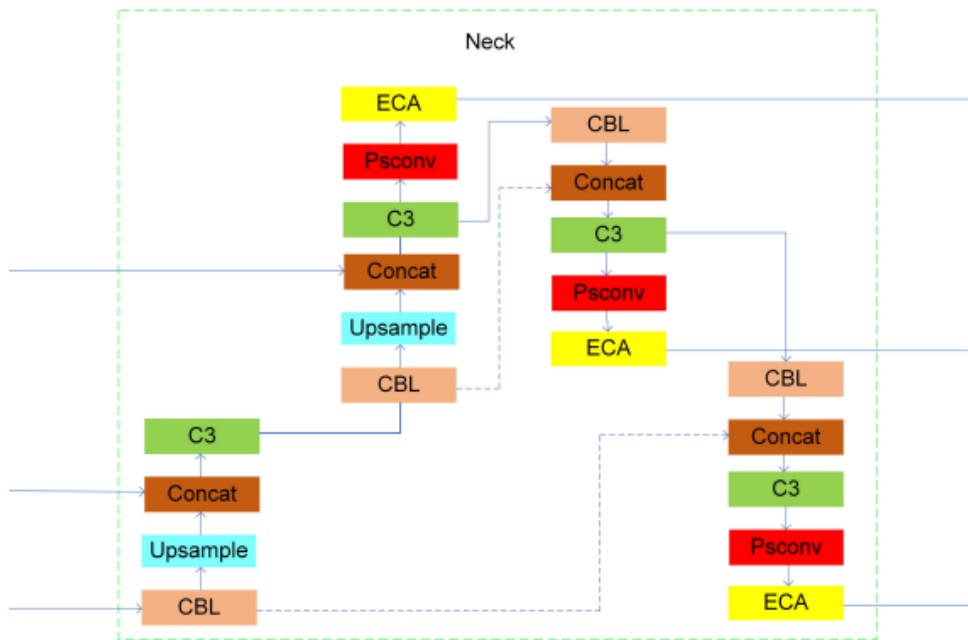 Neck
ECA
Psconv
C3
Concat
Upsample
CBL
C3
Concat
Upsample
CBL
CBL
Concat
C3
Psconv
ECA
CBL
Concat
C3
Psconv
ECA